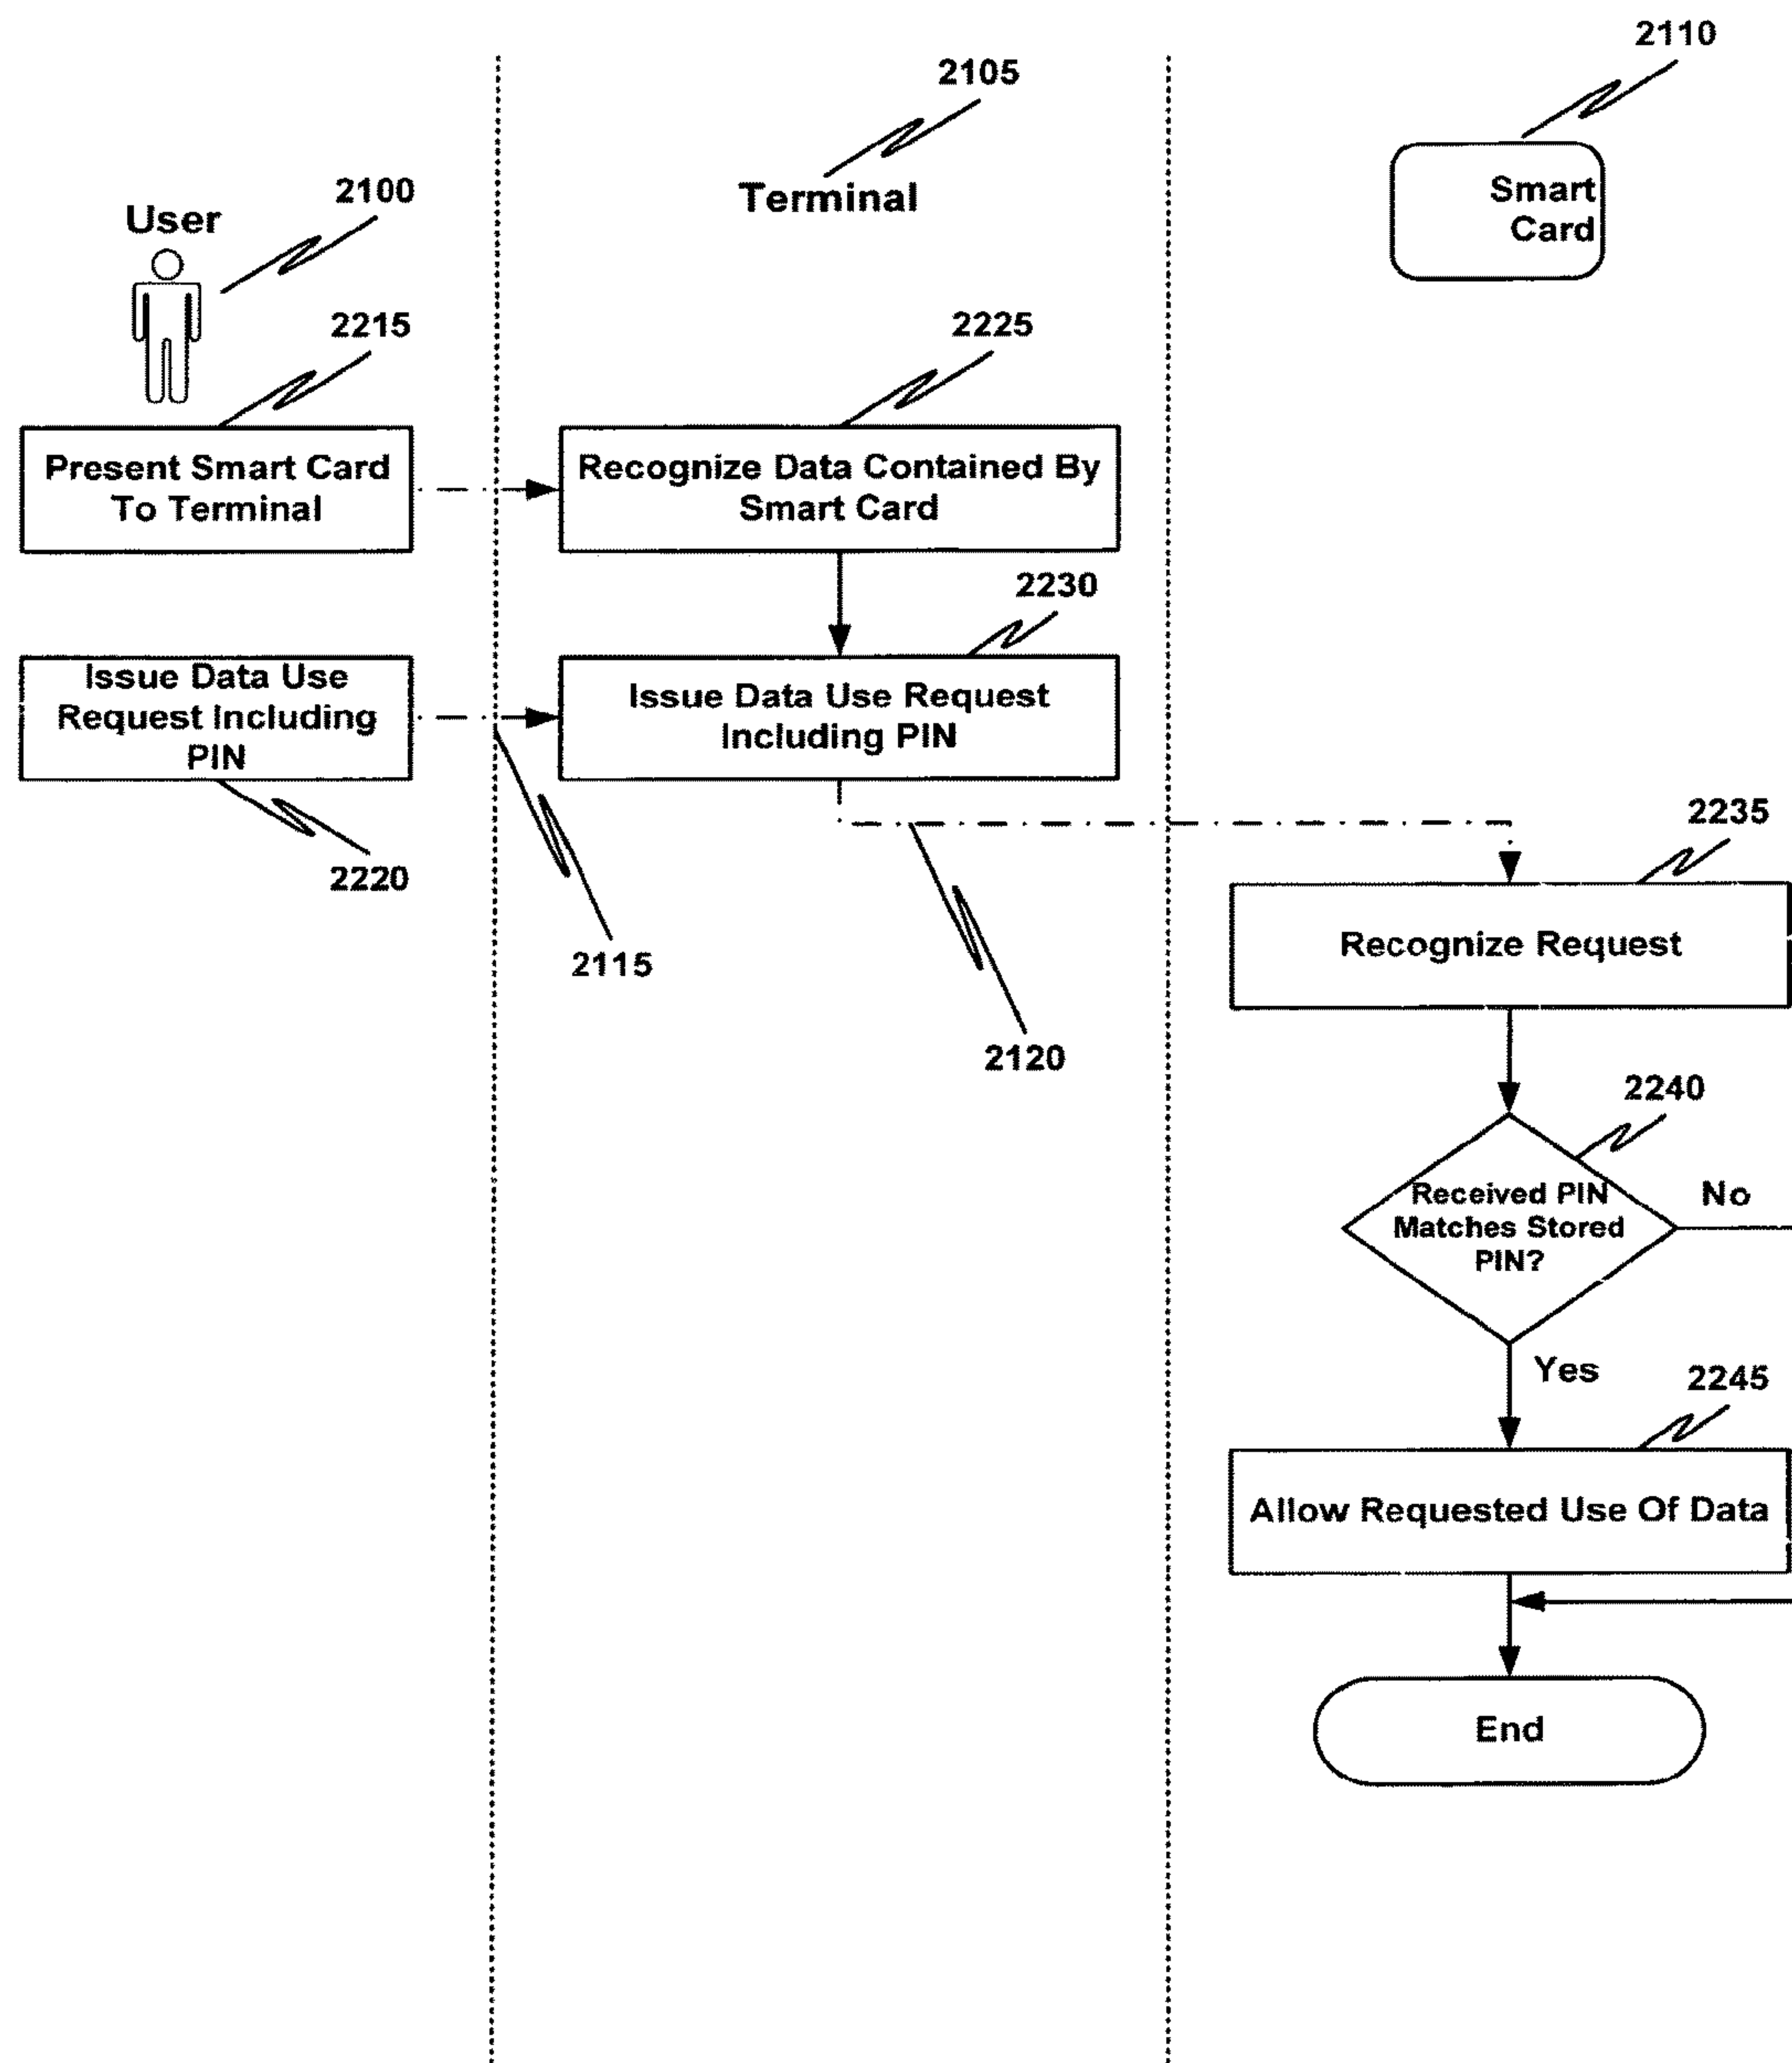 2110
2105
2100
Terminal
Smart
Card
User
2215
2225
Present Smart Card
To Terminal
Recognize Data Contained By
Smart Card
2230
Issue Data Use
Request Including
PIN
Issue Data Use Request
Including PIN
2220
2115
2120
2235
Recognize Request
2240
Received PIN
Matches Stored
PIN?
No
Yes
2245
Allow Requested Use Of Data
End